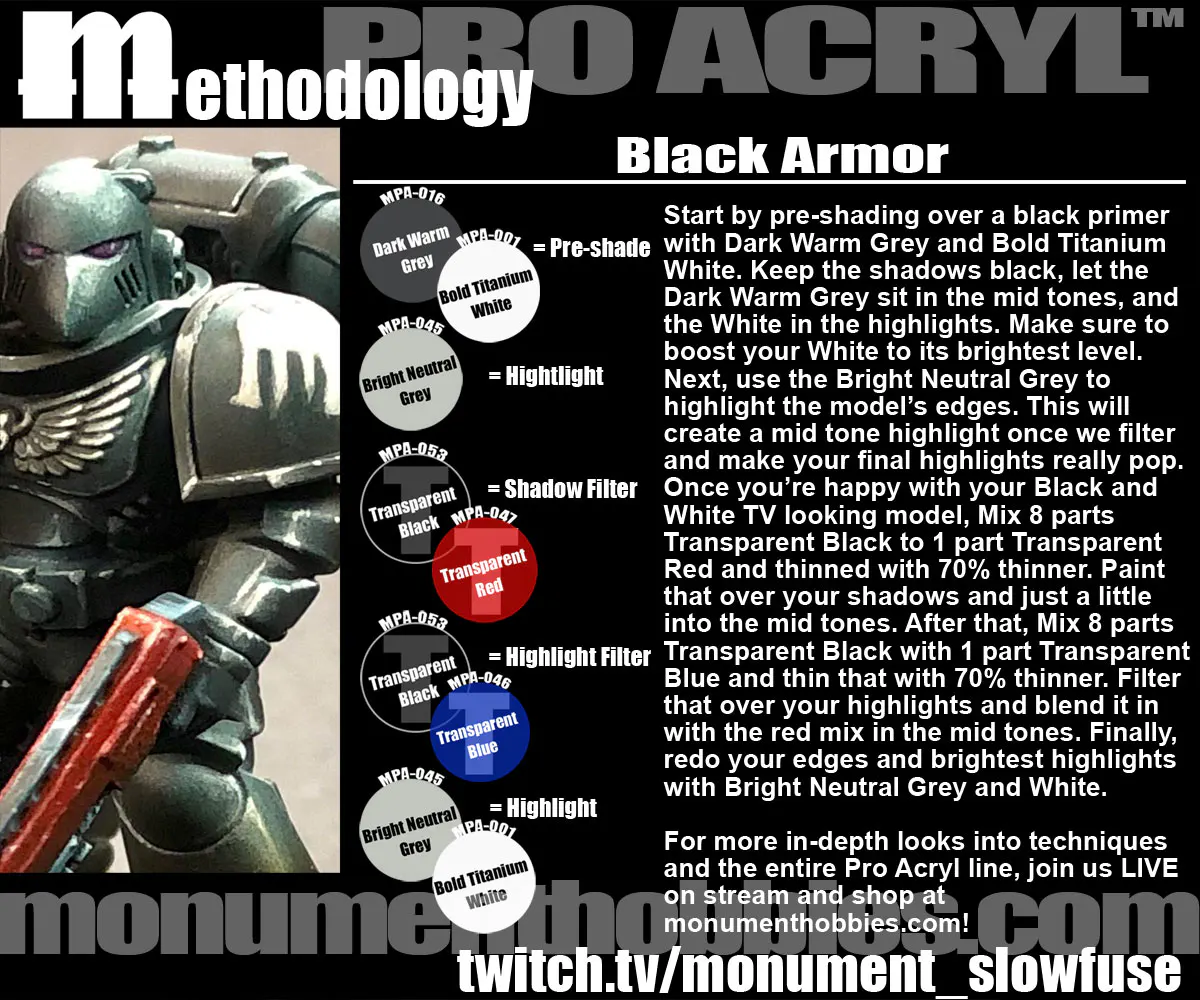 PRO ACRYL™
methodology
Black Armor
MPA-016
Dark Warm
Grey
MPA-001
Bold Titanium
White
= Pre-shade
MPA-045
Bright Neutral
Grey
= Hightlight
MPA-053
T
Transparent
Black
= Shadow Filter
MPA-047
T
Transparent
Red
MPA-053
T
Transparent
Black
= Highlight Filter
MPA-046
T
Transparent
Blue
MPA-045
Bright Neutral
Grey
= Highlight
MPA-001
Bold Titanium
White
Start by pre-shading over a black primer
with Dark Warm Grey and Bold Titanium
White. Keep the shadows black, let the
Dark Warm Grey sit in the mid tones, and
the White in the highlights. Make sure to
boost your White to its brightest level.
Next, use the Bright Neutral Grey to
highlight the model’s edges. This will
create a mid tone highlight once we filter
and make your final highlights really pop.
Once you’re happy with your Black and
White TV looking model, Mix 8 parts
Transparent Black to 1 part Transparent
Red and thinned with 70% thinner. Paint
that over your shadows and just a little
into the mid tones. After that, Mix 8 parts
Transparent Black with 1 part Transparent
Blue and thin that with 70% thinner. Filter
that over your highlights and blend it in
with the red mix in the mid tones. Finally,
redo your edges and brightest highlights
with Bright Neutral Grey and White.
For more in-depth looks into techniques
and the entire Pro Acryl line, join us LIVE
on stream and shop at
monumenthobbies.com!
monumenthobbies.com
twitch.tv/monument_slowfuse